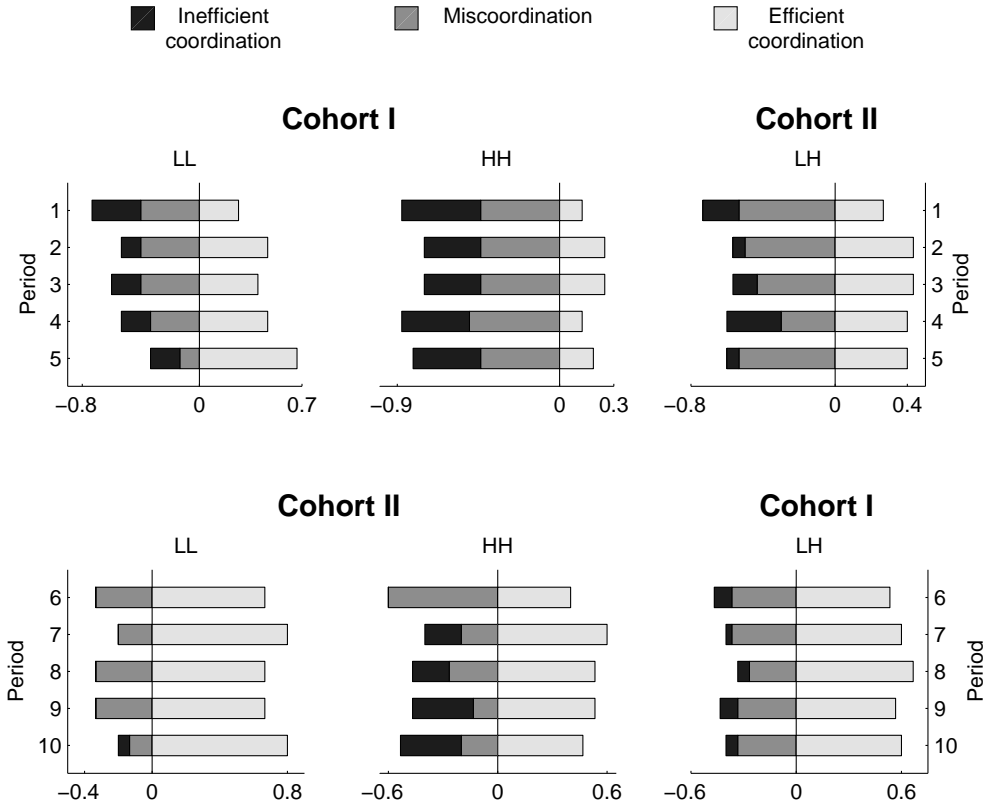 Inefficient coordination
Miscoordination
Efficient coordination
Cohort I
Cohort II
LL
HH
LH
Period
1
2
3
4
5
1
2
3
4
5
Period
−0.8 0 0.7
−0.9 0 0.3
−0.8 0 0.4
Cohort II
Cohort I
LL
HH
LH
Period
6
7
8
9
10
6
7
8
9
10
Period
−0.4 0 0.4 0.8
−0.6 0 0.6
−0.6 0 0.6